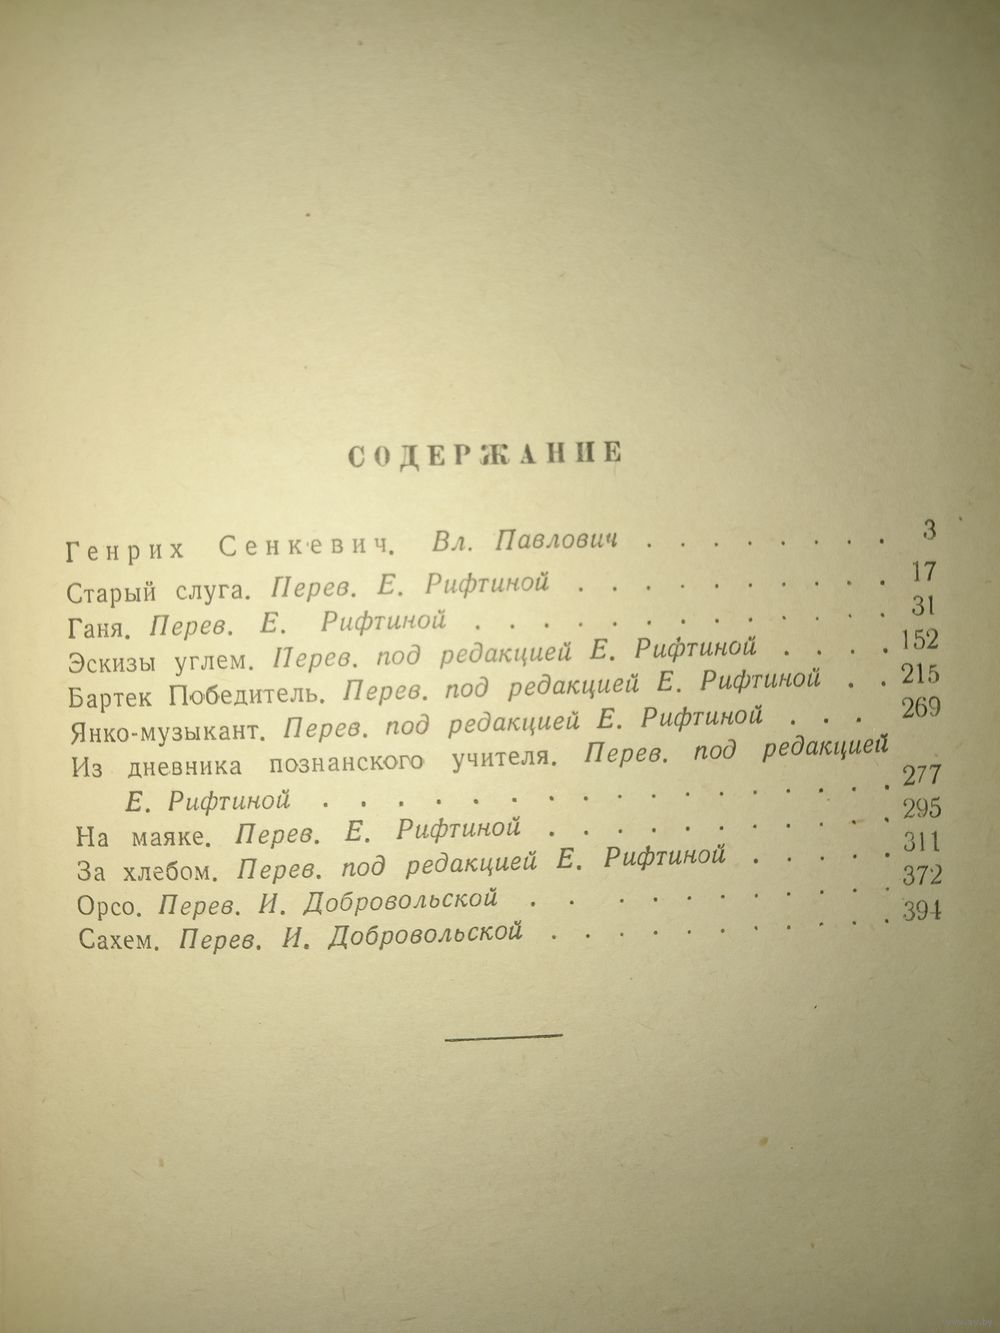 СОДЕРЖАНИЕ
Генрих Сенкевич. Вл. Павлович . . . . . . . . 3
Старый слуга. Перев. Е. Рифтиной . . . . . . . . . . 17
Ганя. Перев. Е. Рифтиной . . . . . . . . . . . . 31
Эскизы углем. Перев. под редакцией Е. Рифтиной . . . . 152
Бартек Победитель. Перев. под редакцией Е. Рифтиной . . 215
Янко-музыкант. Перев. под редакцией Е. Рифтиной . . . 269
Из дневника познанского учителя. Перев. под редакцией
Е. Рифтиной . . . . . . . . . . . . . . . . 277
На маяке. Перев. Е. Рифтиной . . . . . . . . . . 295
За хлебом. Перев. под редакцией Е. Рифтиной . . . . . 311
Орсо. Перев. И. Добровольской . . . . . . . . . . 372
Сахем. Перев. И. Добровольской . . . . . . . . . . 394